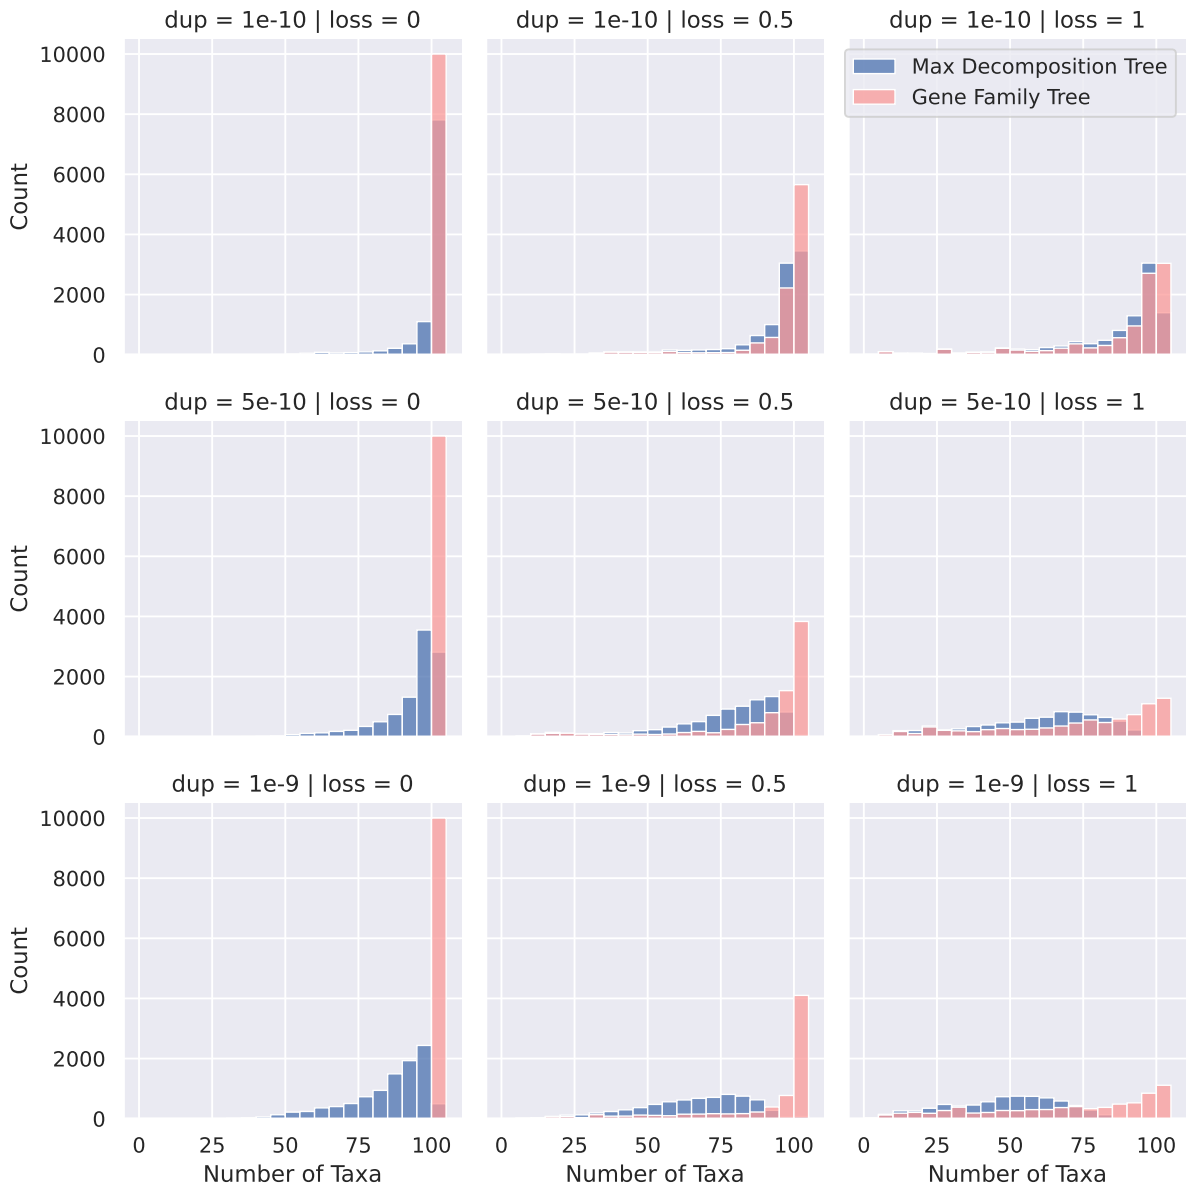 dup = 1e-10 | loss = 0
dup = 1e-10 | loss = 0.5
dup = 1e-10 | loss = 1
Max Decomposition Tree
Gene Family Tree
10000
8000
6000
4000
2000
0
Count
dup = 5e-10 | loss = 0
dup = 5e-10 | loss = 0.5
dup = 5e-10 | loss = 1
10000
8000
6000
4000
2000
0
Count
dup = 1e-9 | loss = 0
dup = 1e-9 | loss = 0.5
dup = 1e-9 | loss = 1
10000
8000
6000
4000
2000
0
Count
0 25 50 75 100
0 25 50 75 100
0 25 50 75 100
Number of Taxa
Number of Taxa
Number of Taxa